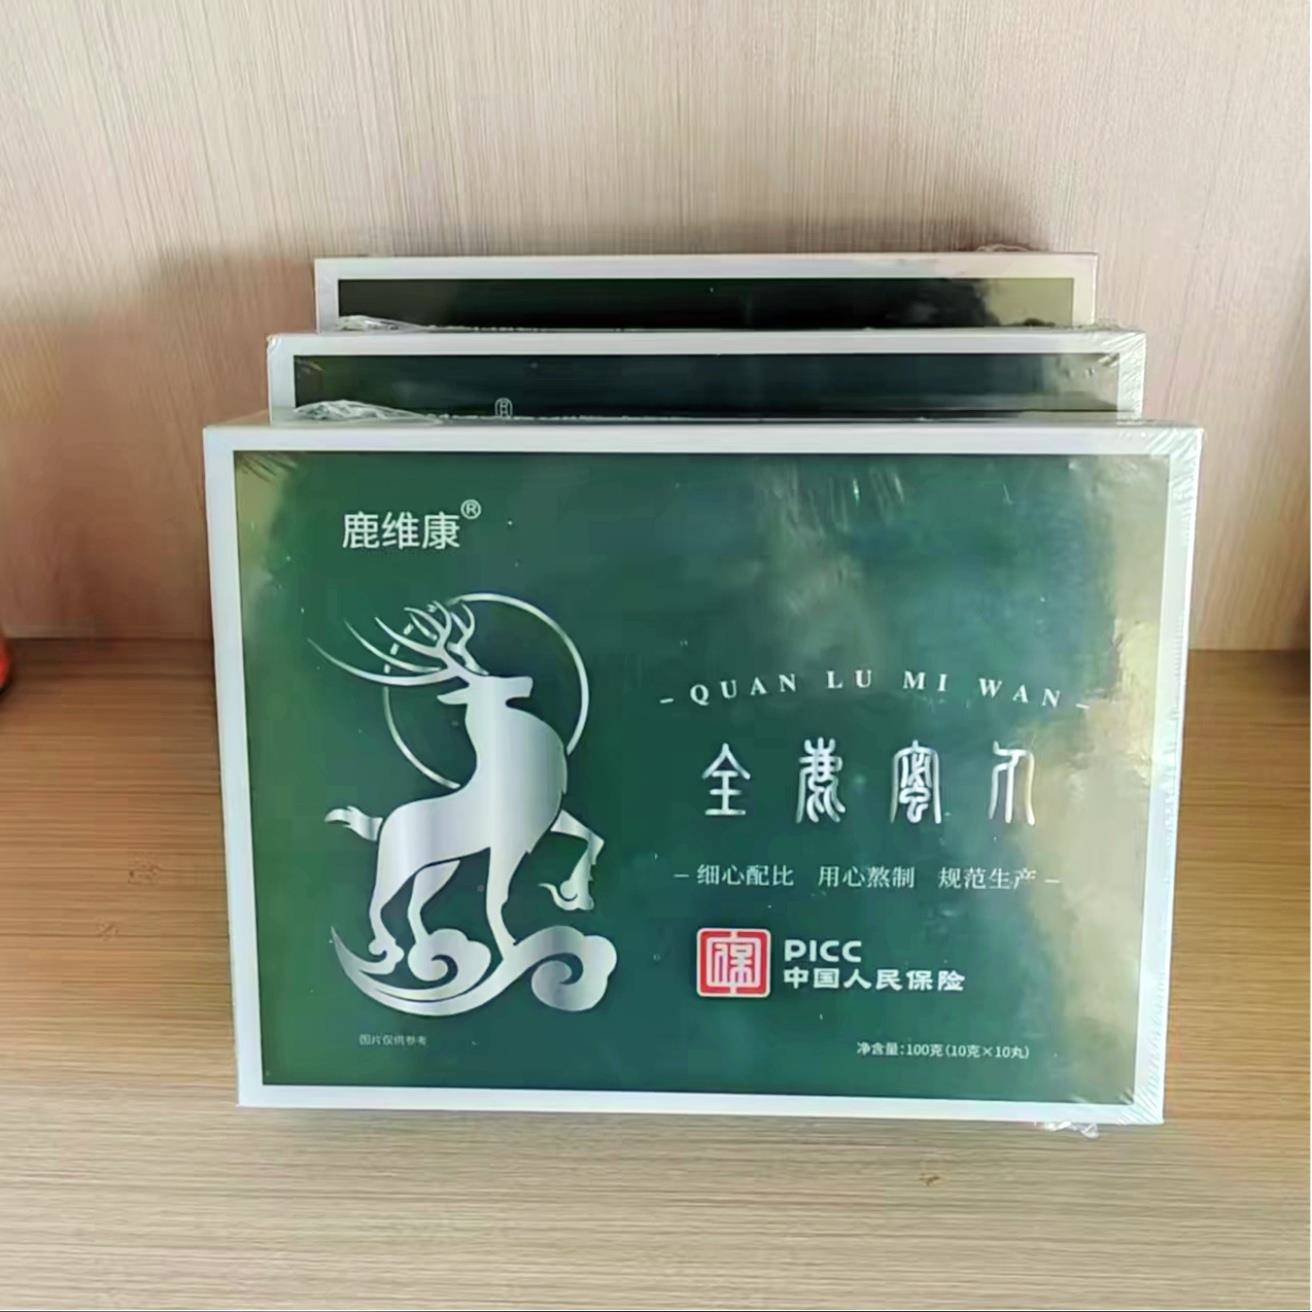 鹿维康®
– QUAN LU MI WAN –
全鹿蜜丸
– 细心配比 用心熬制 规范生产 –
PICC
中国人民保险
图片仅供参考
净含量:100克(10克×10丸)